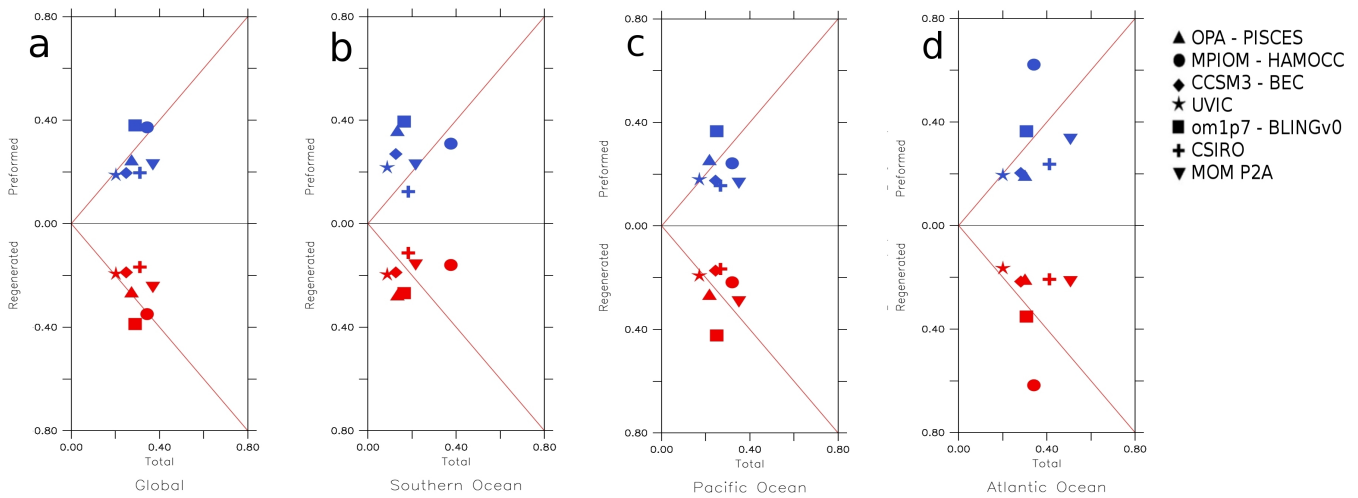 a
0.80
0.40
0.00
0.40
0.80
Preformed
Regenerated
0.00 0.40 0.80
Total
Global
b
0.80
0.40
0.00
0.40
0.80
Preformed
Regenerated
0.00 0.40 0.80
Total
Southern Ocean
c
0.80
0.40
0.00
0.40
0.80
Preformed
Regenerated
0.00 0.40 0.80
Total
Pacific Ocean
d
0.80
0.40
0.00
0.40
0.80
Preformed
Regenerated
0.00 0.40 0.80
Total
Atlantic Ocean
OPA - PISCES
MPIOM - HAMOCC
CCSM3 - BEC
UVIC
om1p7 - BLINGv0
CSIRO
MOM P2A